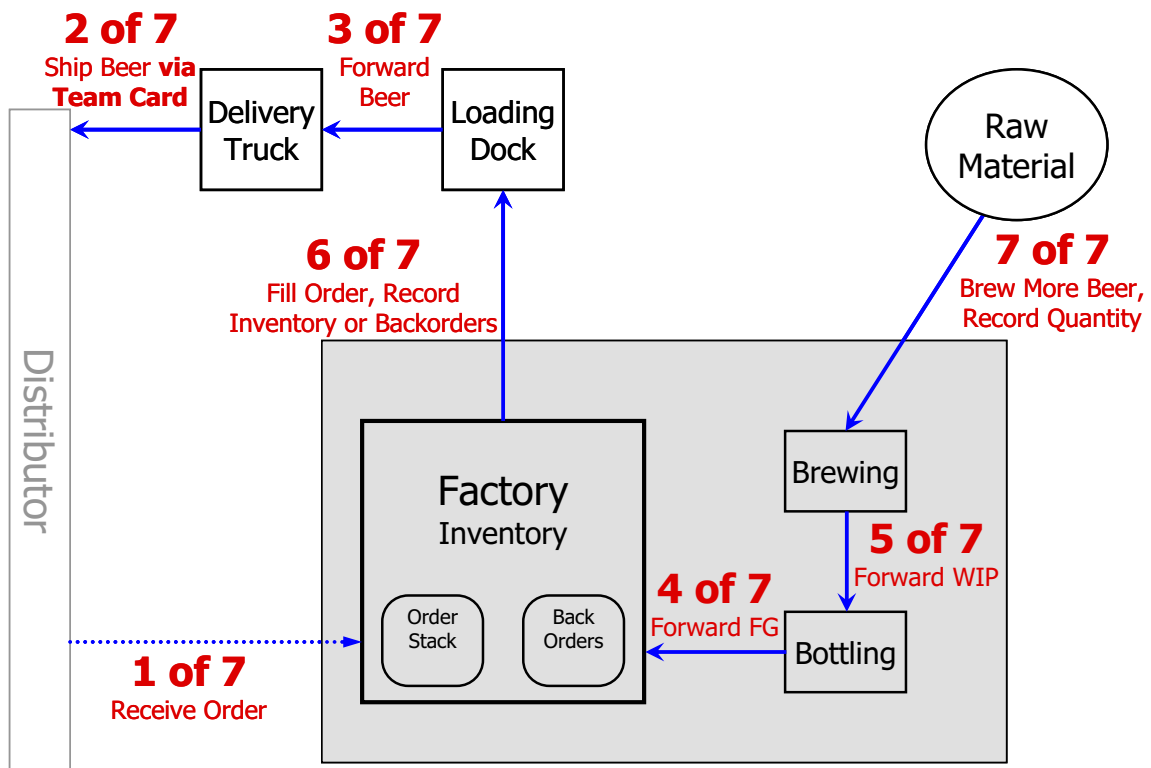 2 of 7
Ship Beer via
Team Card
3 of 7
Forward
Beer
Delivery
Truck
Loading
Dock
Raw
Material
6 of 7
Fill Order, Record
Inventory or Backorders
7 of 7
Brew More Beer,
Record Quantity
Distributor
Factory
Inventory
Order
Stack
Back
Orders
Brewing
5 of 7
Forward WIP
4 of 7
Forward FG
Bottling
1 of 7
Receive Order